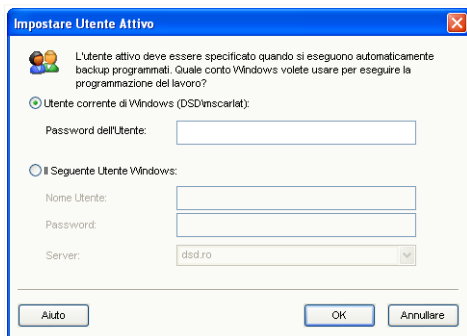 Impostare Utente Attivo
L'utente attivo deve essere specificato quando si eseguono automaticamente
backup programmati. Quale conto Windows volete usare per eseguire la
programmazione del lavoro?
Utente corrente di Windows (DSD\mscarlat):
Password dell'Utente:
Il Seguente Utente Windows:
Nome Utente:
Password:
Server: dsd.ro
Aiuto OK Annullare